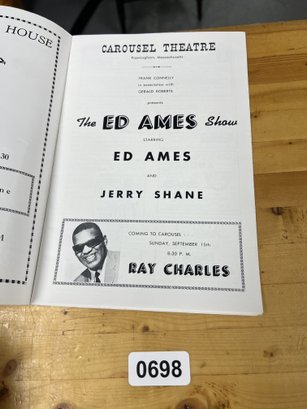 HOUSE
.30
n e
M
CAROUSEL THEATRE
Framingham, Massachusetts
FRANK CONNELLY
in association with
GERALD ROBERTS
presents
The ED AMES Show
STARRING
ED AMES
AND
JERRY SHANE
COMING TO CAROUSEL . . .
SUNDAY, SEPTEMBER 15th
8:30 P. M.
RAY CHARLES
0698